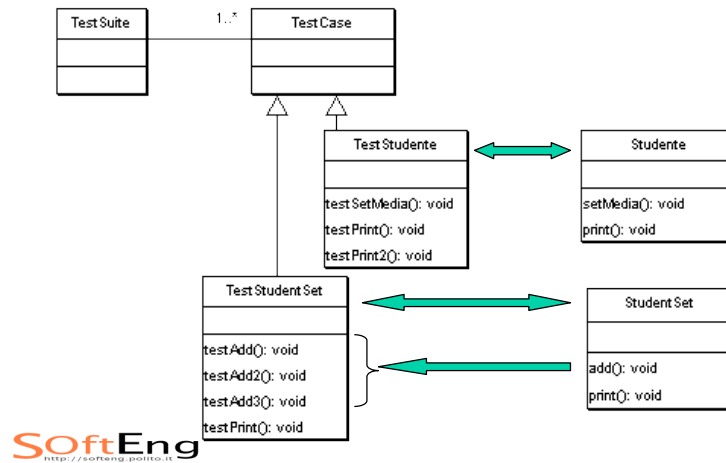 TestSuite
1..*
TestCase
TestStudente
testSetMedia(): void
testPrint(): void
testPrint2(): void
Studente
setMedia(): void
print(): void
TestStudentSet
testAdd(): void
testAdd2(): void
testAdd3(): void
testPrint(): void
StudentSet
add(): void
print(): void
SOftEng
http://softeng.polito.it